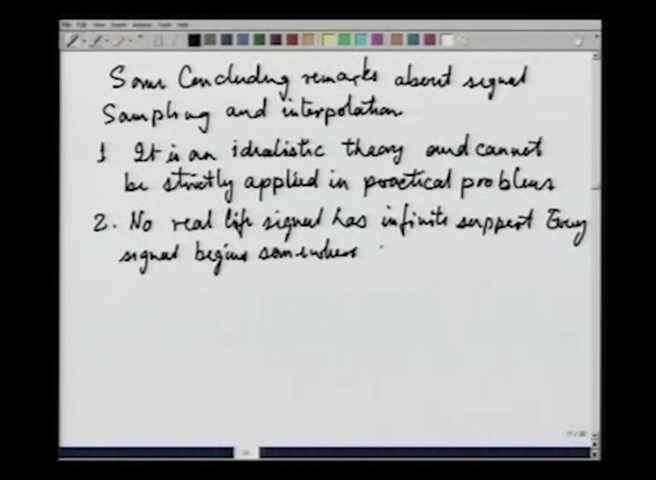 Some Concluding remarks about signal
Sampling and interpolation
1 It is an idealistic theory and cannot
be strictly applied in practical problems
2. No real life signal has infinite support Every
signal begins somewhere